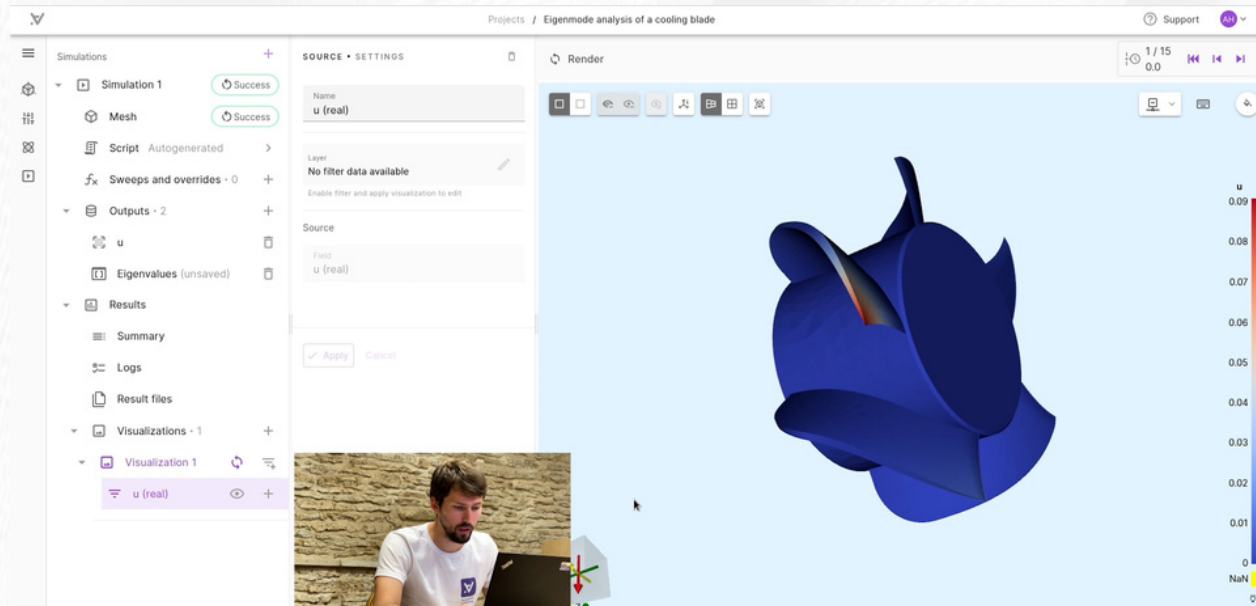 Projects / Eigenmode analysis of a cooling blade
Support
AH
Simulations
Simulation 1 Success
Mesh Success
Script Autogenerated
Sweeps and overrides • 0
Outputs • 2
u
Eigenvalues (unsaved)
Results
Summary
Logs
Result files
Visualizations • 1
Visualization 1
u (real)
SOURCE • SETTINGS
Name
u (real)
Layer
No filter data available
Enable filter and apply visualization to edit
Source
Field
u (real)
Apply Cancel
Render
1 / 15
0.0
u
0.09
0.08
0.07
0.06
0.05
0.04
0.03
0.02
0.01
0
NaN